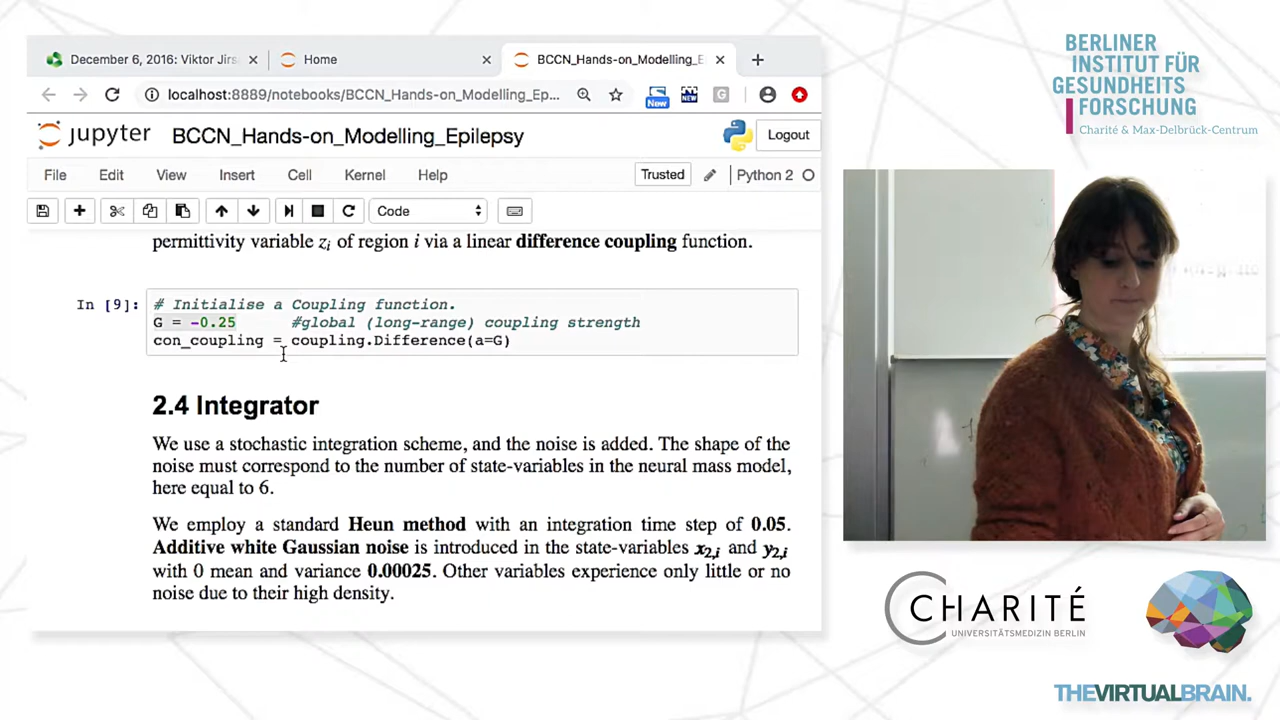 December 6, 2016: Viktor Jirs
Home
BCCN_Hands-on_Modelling_E
localhost:8889/notebooks/BCCN_Hands-on_Modelling_Ep...
New
NEW
G
jupyter
BCCN_Hands-on_Modelling_Epilepsy
Logout
File Edit View Insert Cell Kernel Help
Trusted
Python 2
Code
permittivity variable zi of region i via a linear difference coupling function.
In [9]:
# Initialise a Coupling function.
G = -0.25 #global (long-range) coupling strength
con_coupling = coupling.Difference(a=G)
2.4 Integrator
We use a stochastic integration scheme, and the noise is added. The shape of the
noise must correspond to the number of state-variables in the neural mass model,
here equal to 6.
We employ a standard Heun method with an integration time step of 0.05.
Additive white Gaussian noise is introduced in the state-variables x2,i and y2,i
with 0 mean and variance 0.00025. Other variables experience only little or no
noise due to their high density.
BERLINER
INSTITUT FÜR
GESUNDHEITS
FORSCHUNG
Charité & Max-Delbrück-Centrum
CHARITÉ
UNIVERSITÄTSMEDIZIN BERLIN
THEVIRTUALBRAIN.